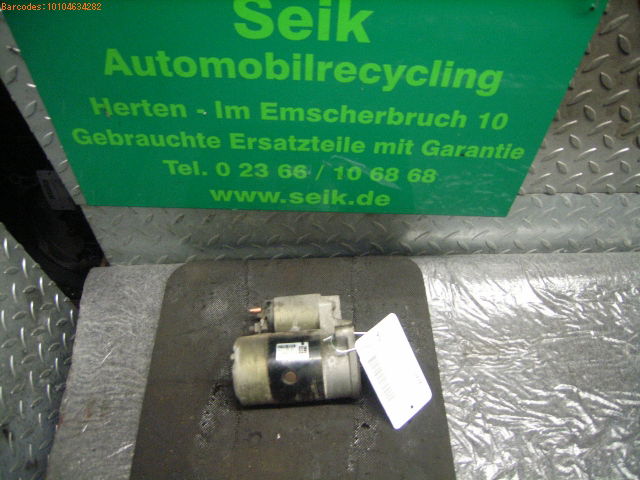 Barcodes:10104634282
Seik
Automobilrecycling
Herten - Im Emscherbruch 10
Gebrauchte Ersatzteile mit Garantie
Tel. 0 23 66 / 10 68 68
www.seik.de